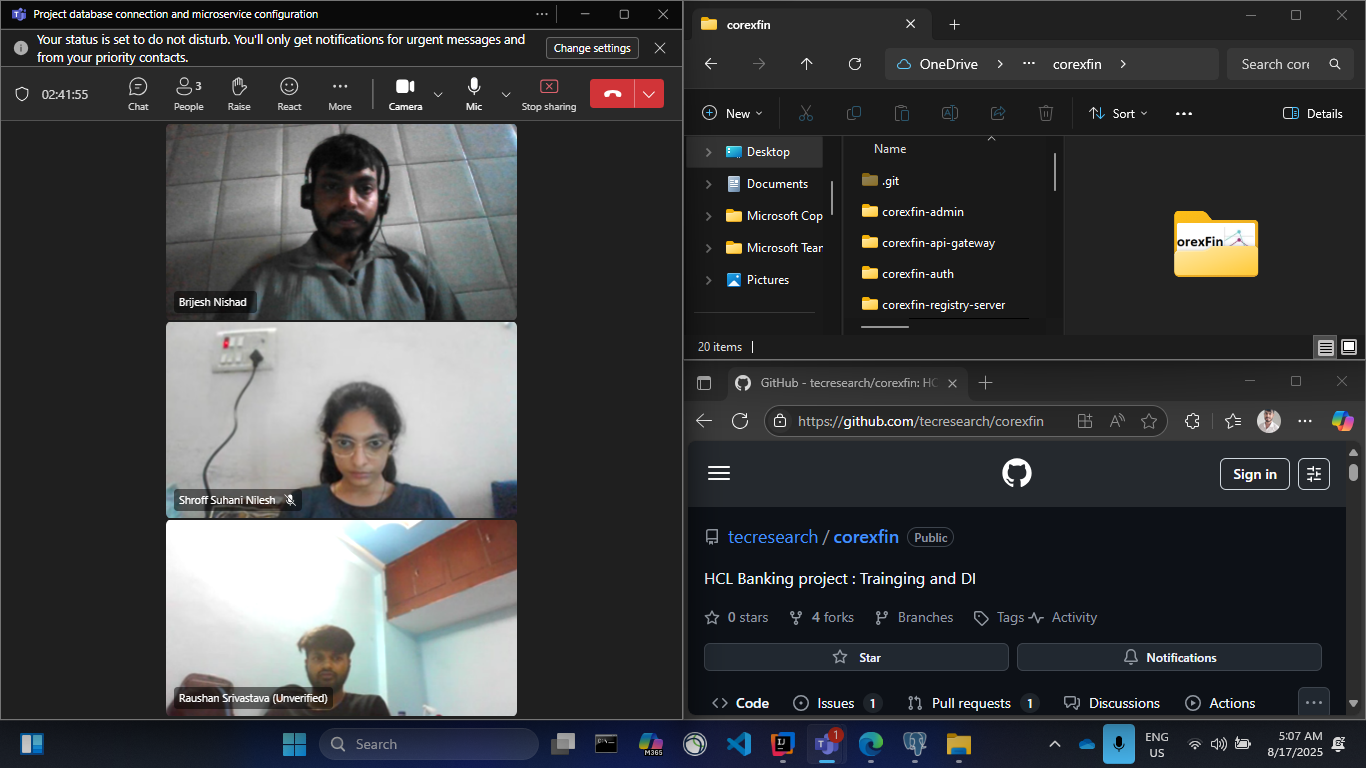 Project database connection and microservice configuration
Your status is set to do not disturb. You'll only get notifications for urgent messages and
from your priority contacts.
Change settings
02:41:55
Chat
3
People
Raise
React
More
Camera
Mic
Stop sharing
Brijesh Nishad
Shroff Suhani Nilesh
Raushan Srivastava (Unverified)
corexfin
OneDrive
corexfin
Search core
New
Sort
Details
Desktop
Documents
Microsoft Cop
Microsoft Tear
Pictures
Name
.git
corexfin-admin
corexfin-api-gateway
corexfin-auth
corexfin-registry-server
orexFin
20 items
GitHub - tecresearch/corexfin: HC
https://github.com/tecresearch/corexfin
Sign in
tecresearch / corexfin Public
HCL Banking project : Trainging and DI
0 stars 4 forks Branches Tags Activity
Star Notifications
Code Issues 1 Pull requests 1 Discussions Actions
Search
M365
1
ENG
US
5:07 AM
8/17/2025